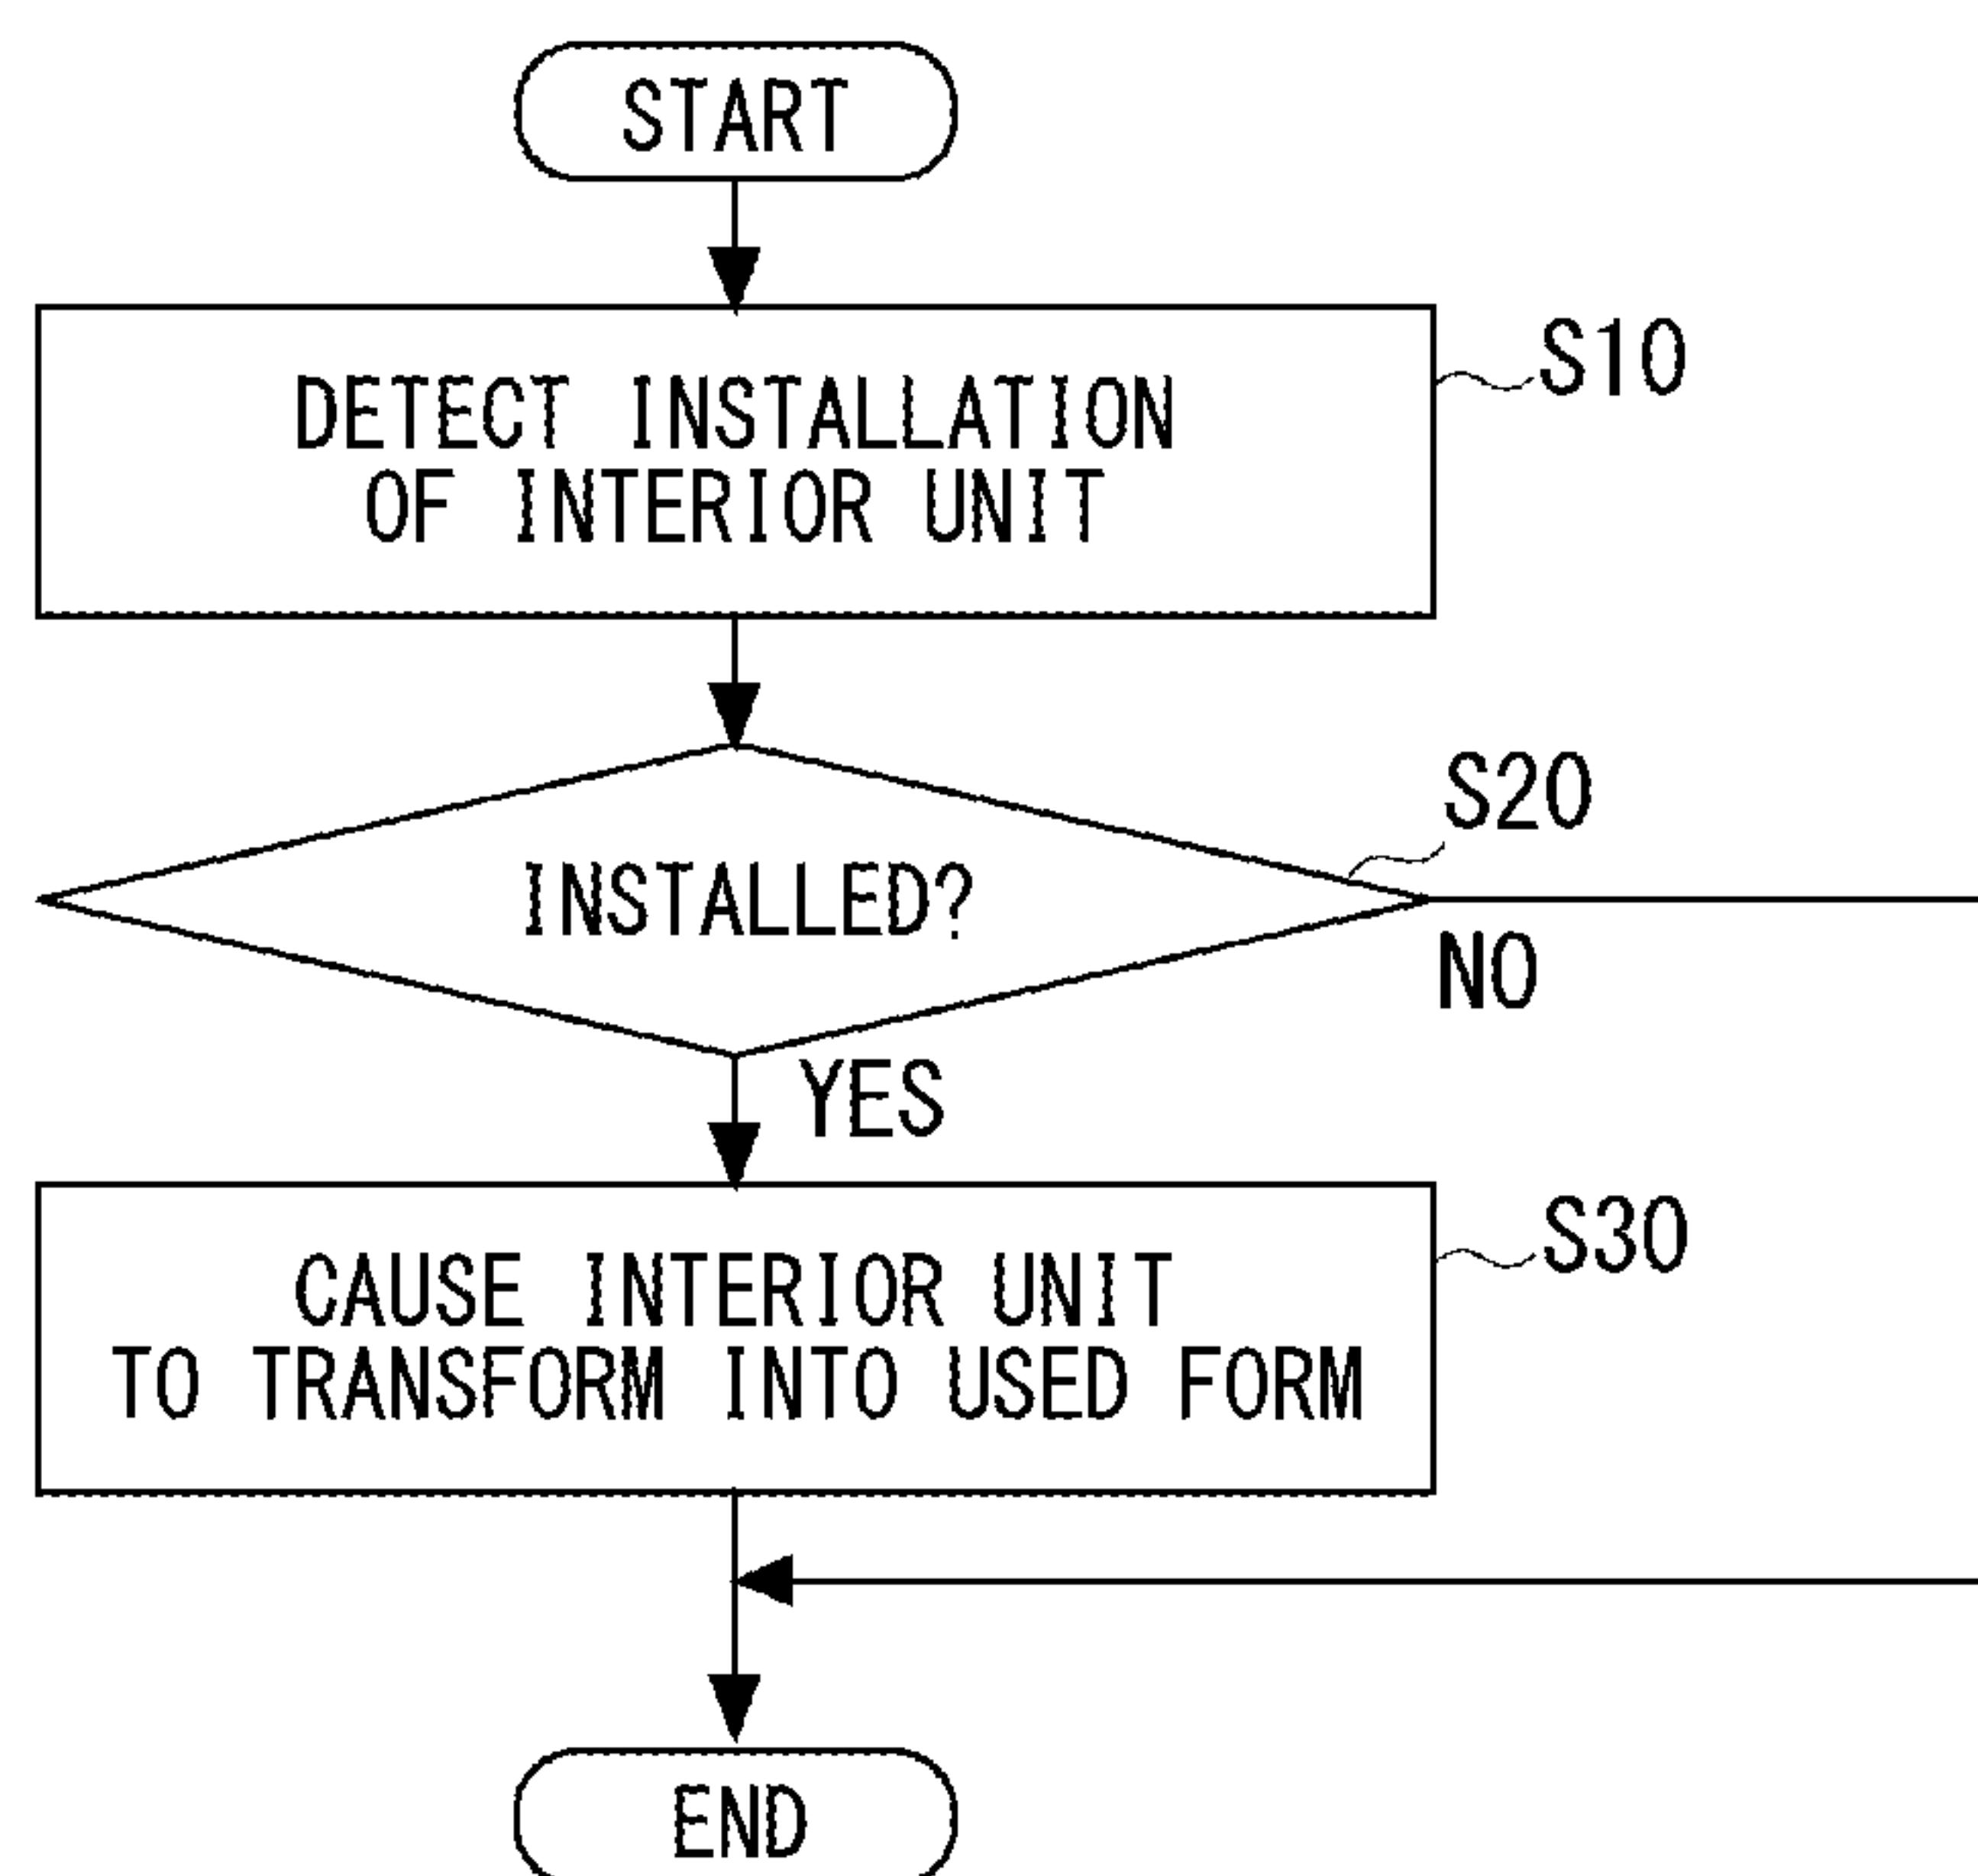 START
DETECT INSTALLATION
OF INTERIOR UNIT
S10
S20
INSTALLED?
NO
YES
CAUSE INTERIOR UNIT
TO TRANSFORM INTO USED FORM
S30
END